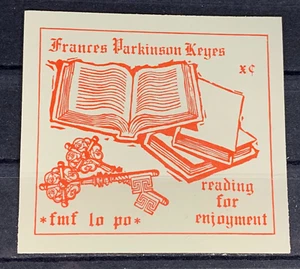 Frances Parkinson Keyes
x¢
reading
for
*fmf lo po* enjoyment